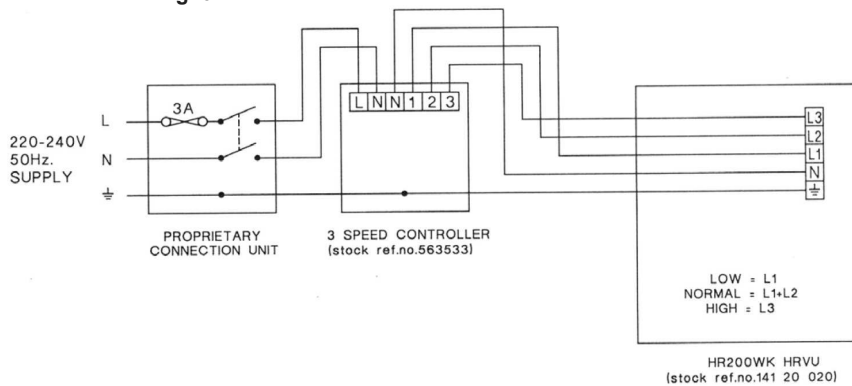 3A
L
220-240V
50Hz.
SUPPLY
N
PROPRIETARY
CONNECTION UNIT
L N N 1 2 3
3 SPEED CONTROLLER
(stock ref.no.563533)
L3
L2
L1
N
LOW = L1
NORMAL = L1+L2
HIGH = L3
HR200WK HRVU
(stock ref.no.141 20 020)